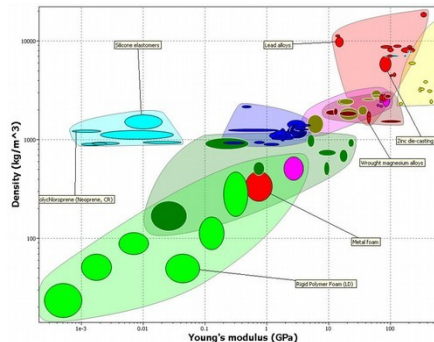 Density (kg/m^3)
10000
1000
100
Silicone elastomers
Lead alloys
Zinc die-casting
Wrought magnesium alloys
olychloroprene (Neoprene, CR)
Metal foam
Rigid Polymer Foam (LD)
1e-3
0.01
0.1
1
10
100
Young's modulus (GPa)